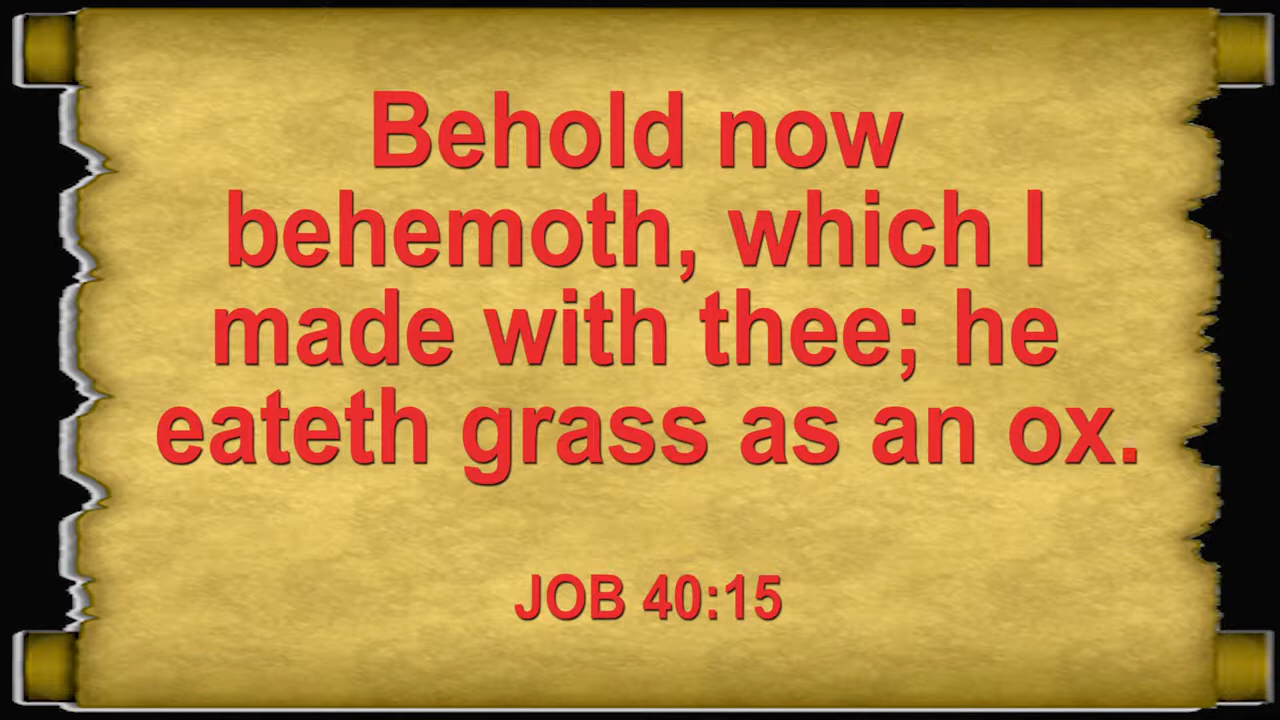 Behold now
behemoth, which I
made with thee; he
eateth grass as an ox.
JOB 40:15